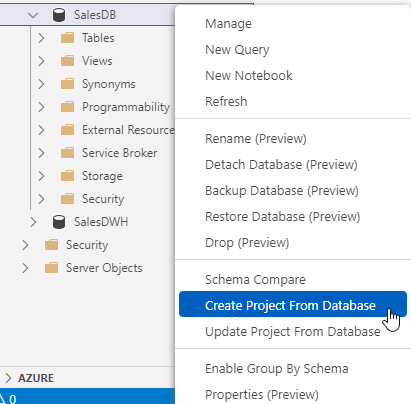 SalesDB
Tables
Views
Synonyms
Programmability
External Resource
Service Broker
Storage
Security
SalesDWH
Security
Server Objects
AZURE
0
Manage
New Query
New Notebook
Refresh
Rename (Preview)
Detach Database (Preview)
Backup Database (Preview)
Restore Database (Preview)
Drop (Preview)
Schema Compare
Create Project From Database
Update Project From Database
Enable Group By Schema
Properties (Preview)